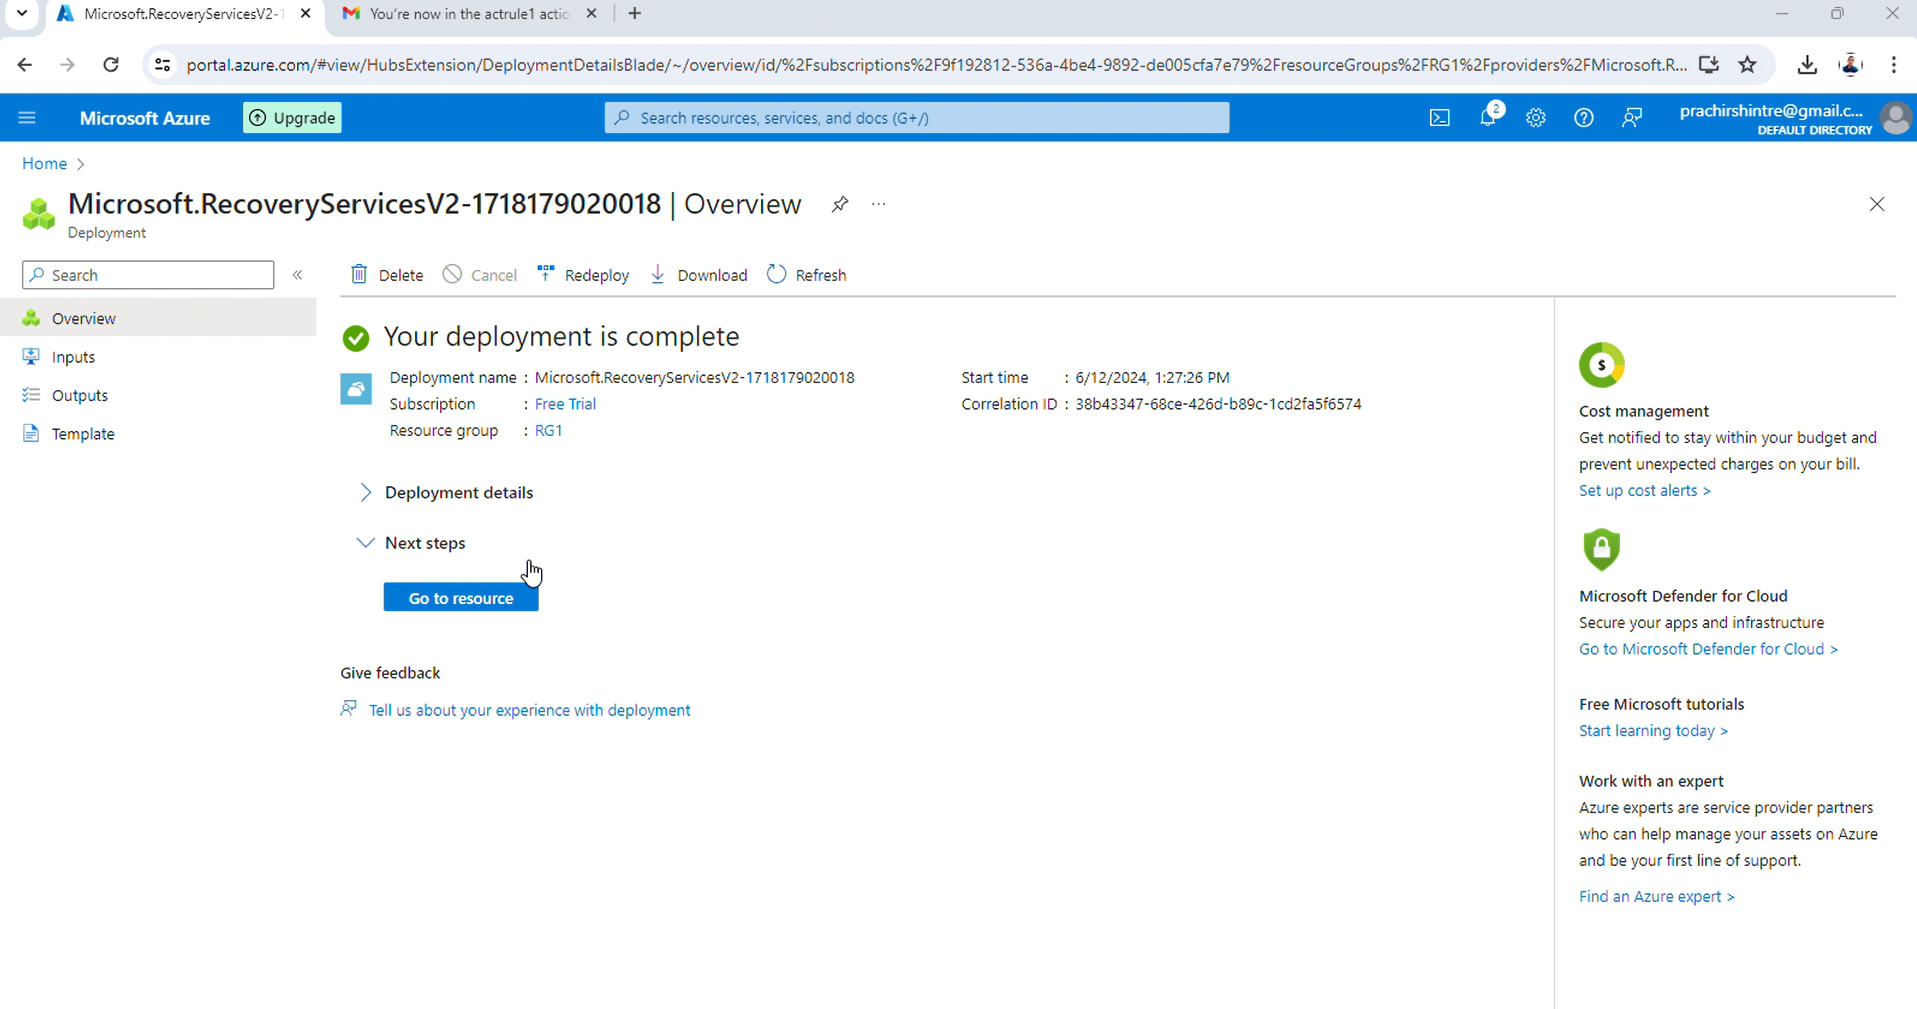 Microsoft.RecoveryServicesV2-1
You're now in the actrule1 actio
portal.azure.com/#view/HubsExtension/DeploymentDetailsBlade/~/overview/id/%2Fsubscriptions%2F9f192812-536a-4be4-9892-de005cfa7e79%2FresourceGroups%2FRG1%2Fproviders%2FMicrosoft.R...
Microsoft Azure
Upgrade
Search resources, services, and docs (G+/)
2
prachirshintre@gmail.c...
DEFAULT DIRECTORY
Home >
Microsoft.RecoveryServicesV2-1718179020018 | Overview
Deployment
Search
Delete
Cancel
Redeploy
Download
Refresh
Overview
Inputs
Outputs
Template
Your deployment is complete
Deployment name : Microsoft.RecoveryServicesV2-1718179020018
Subscription : Free Trial
Resource group : RG1
Start time : 6/12/2024, 1:27:26 PM
Correlation ID : 38b43347-68ce-426d-b89c-1cd2fa5f6574
Deployment details
Next steps
Go to resource
Give feedback
Tell us about your experience with deployment
Cost management
Get notified to stay within your budget and
prevent unexpected charges on your bill.
Set up cost alerts >
Microsoft Defender for Cloud
Secure your apps and infrastructure
Go to Microsoft Defender for Cloud >
Free Microsoft tutorials
Start learning today >
Work with an expert
Azure experts are service provider partners
who can help manage your assets on Azure
and be your first line of support.
Find an Azure expert >